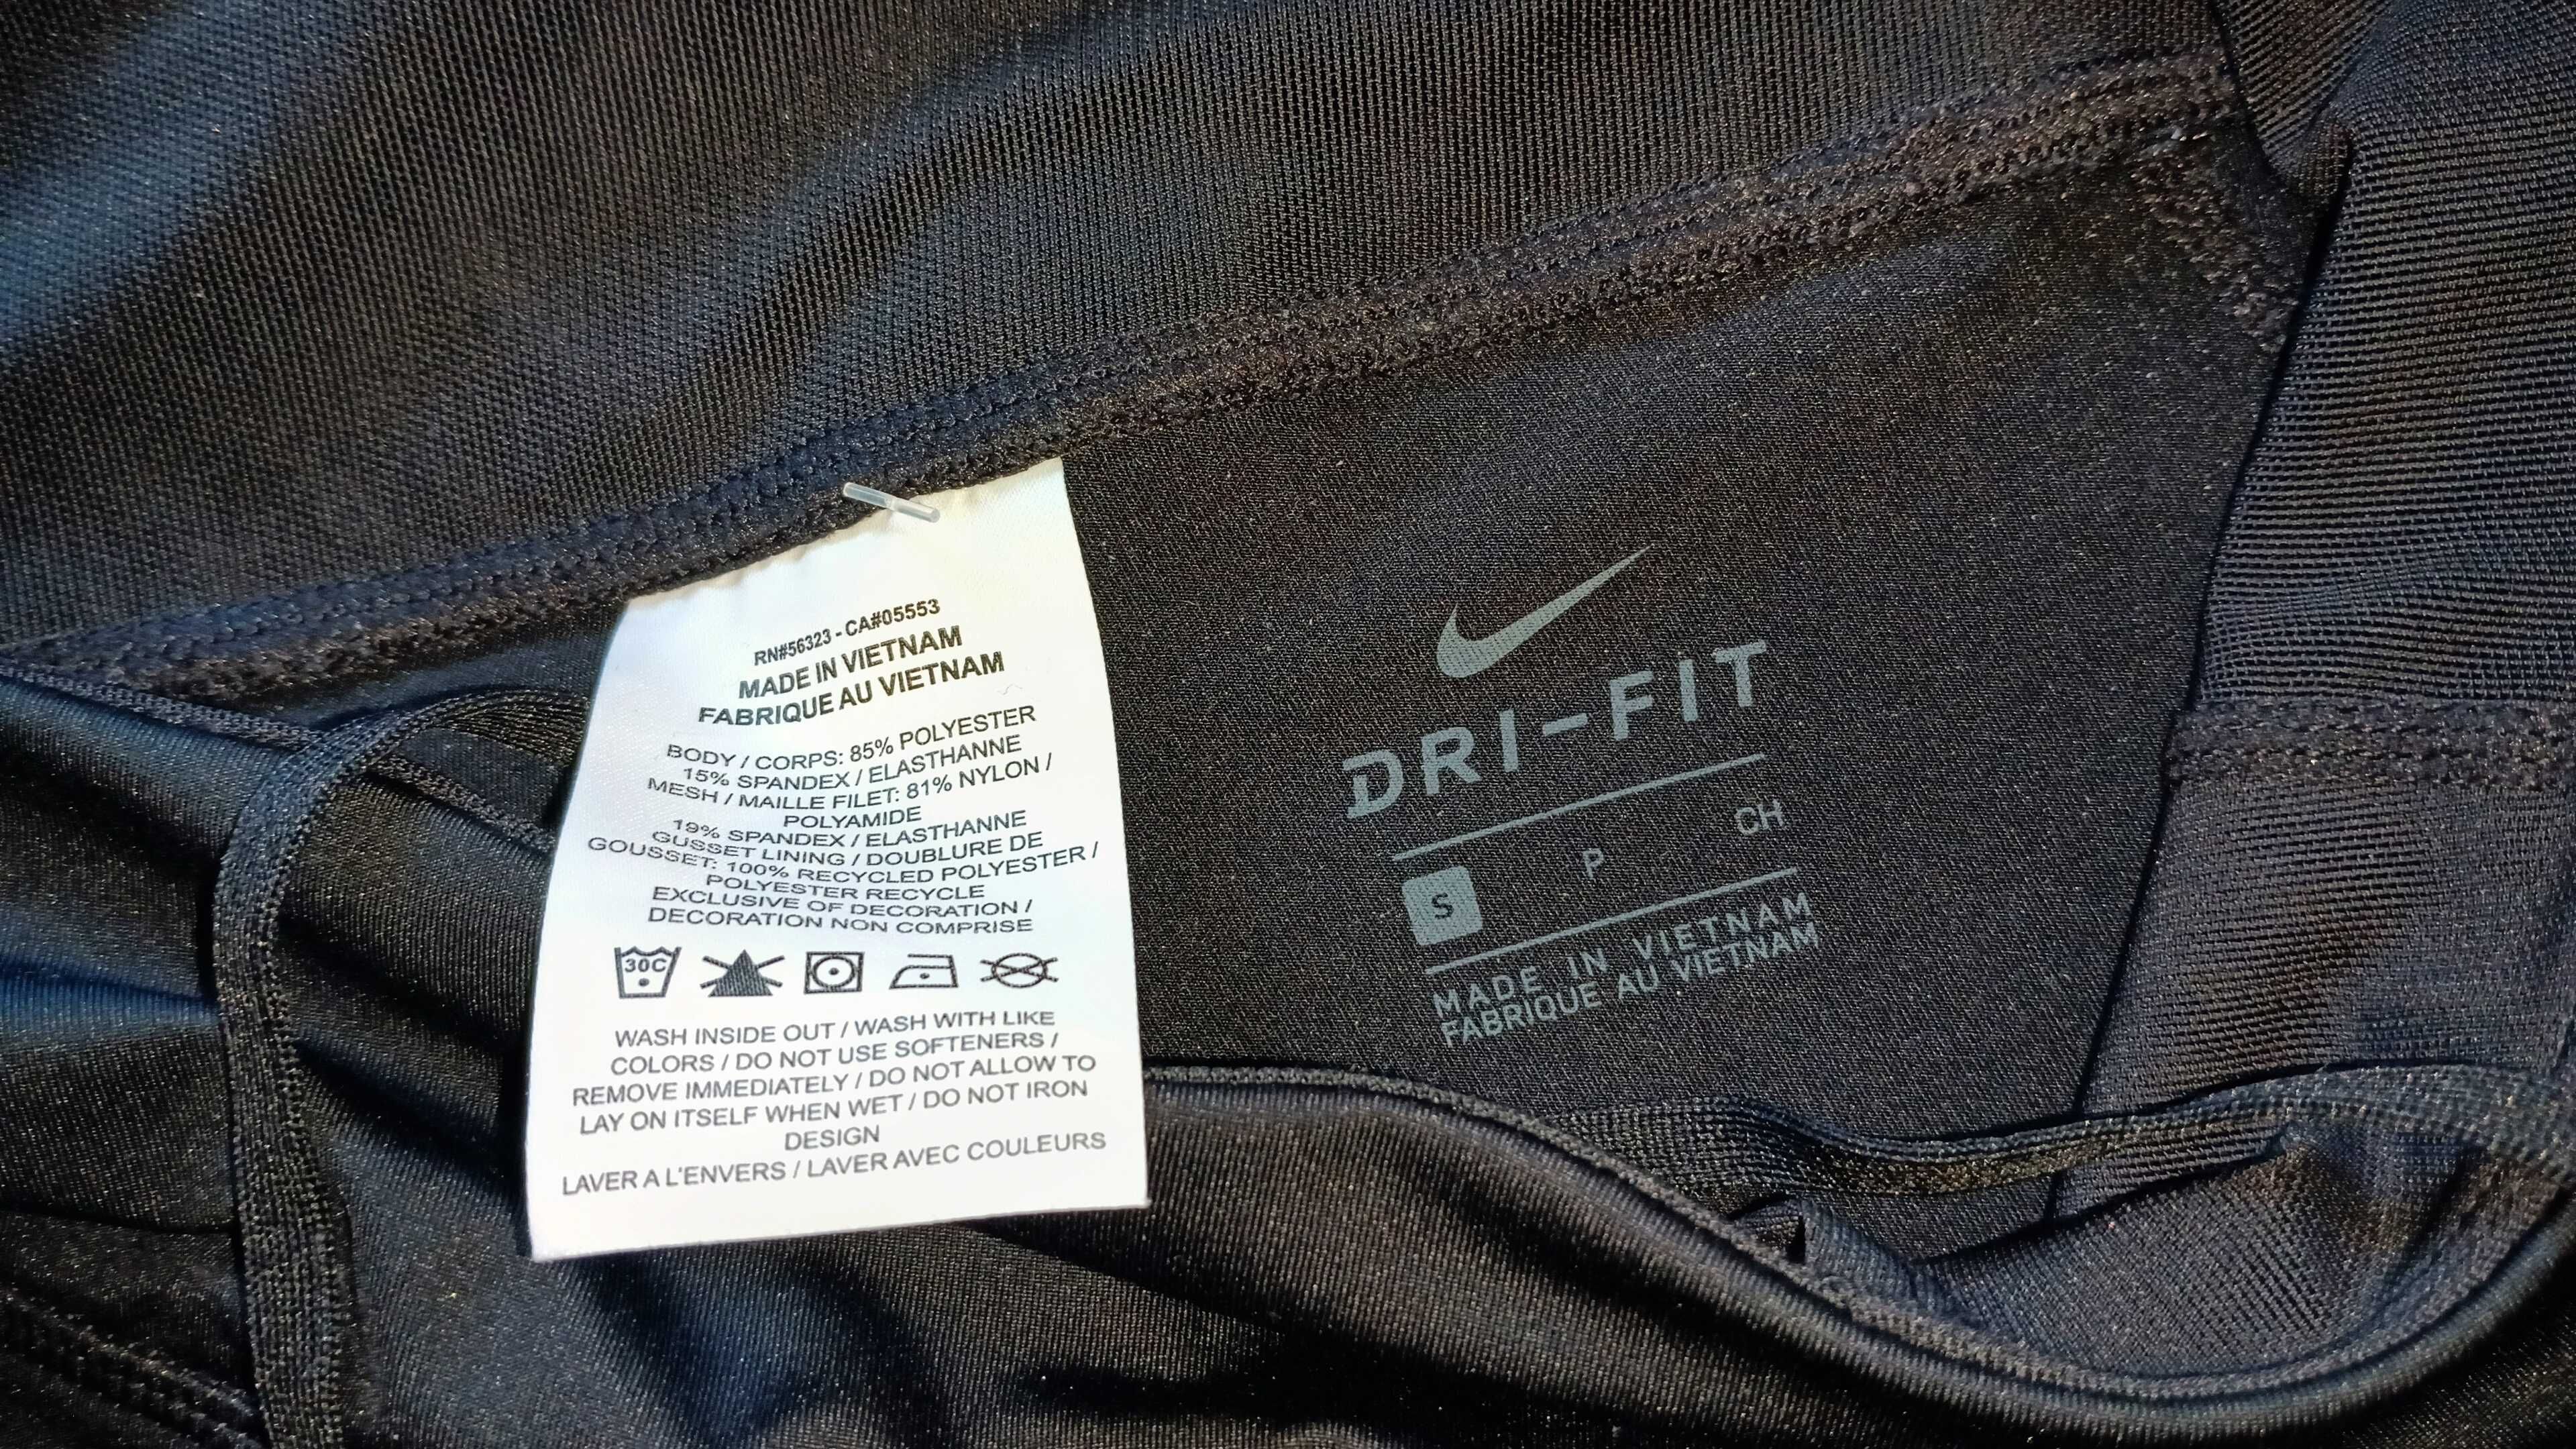 RN#56323 - CA#05553
MADE IN VIETNAM
FABRIQUE AU VIETNAM
BODY / CORPS: 85% POLYESTER
15% SPANDEX / ELASTHANNE
MESH / MAILLE FILET: 81% NYLON /
POLYAMIDE
19% SPANDEX / ELASTHANNE
GUSSET LINING / DOUBLURE DE
GOUSSET: 100% RECYCLED POLYESTER /
POLYESTER RECYCLE
EXCLUSIVE OF DECORATION /
DECORATION NON COMPRISE
30C
WASH INSIDE OUT / WASH WITH LIKE
COLORS / DO NOT USE SOFTENERS /
REMOVE IMMEDIATELY / DO NOT ALLOW TO
LAY ON ITSELF WHEN WET / DO NOT IRON
DESIGN
LAVER A L'ENVERS / LAVER AVEC COULEURS
DRI-FIT
S P CH
MADE IN VIETNAM
FABRIQUE AU VIETNAM